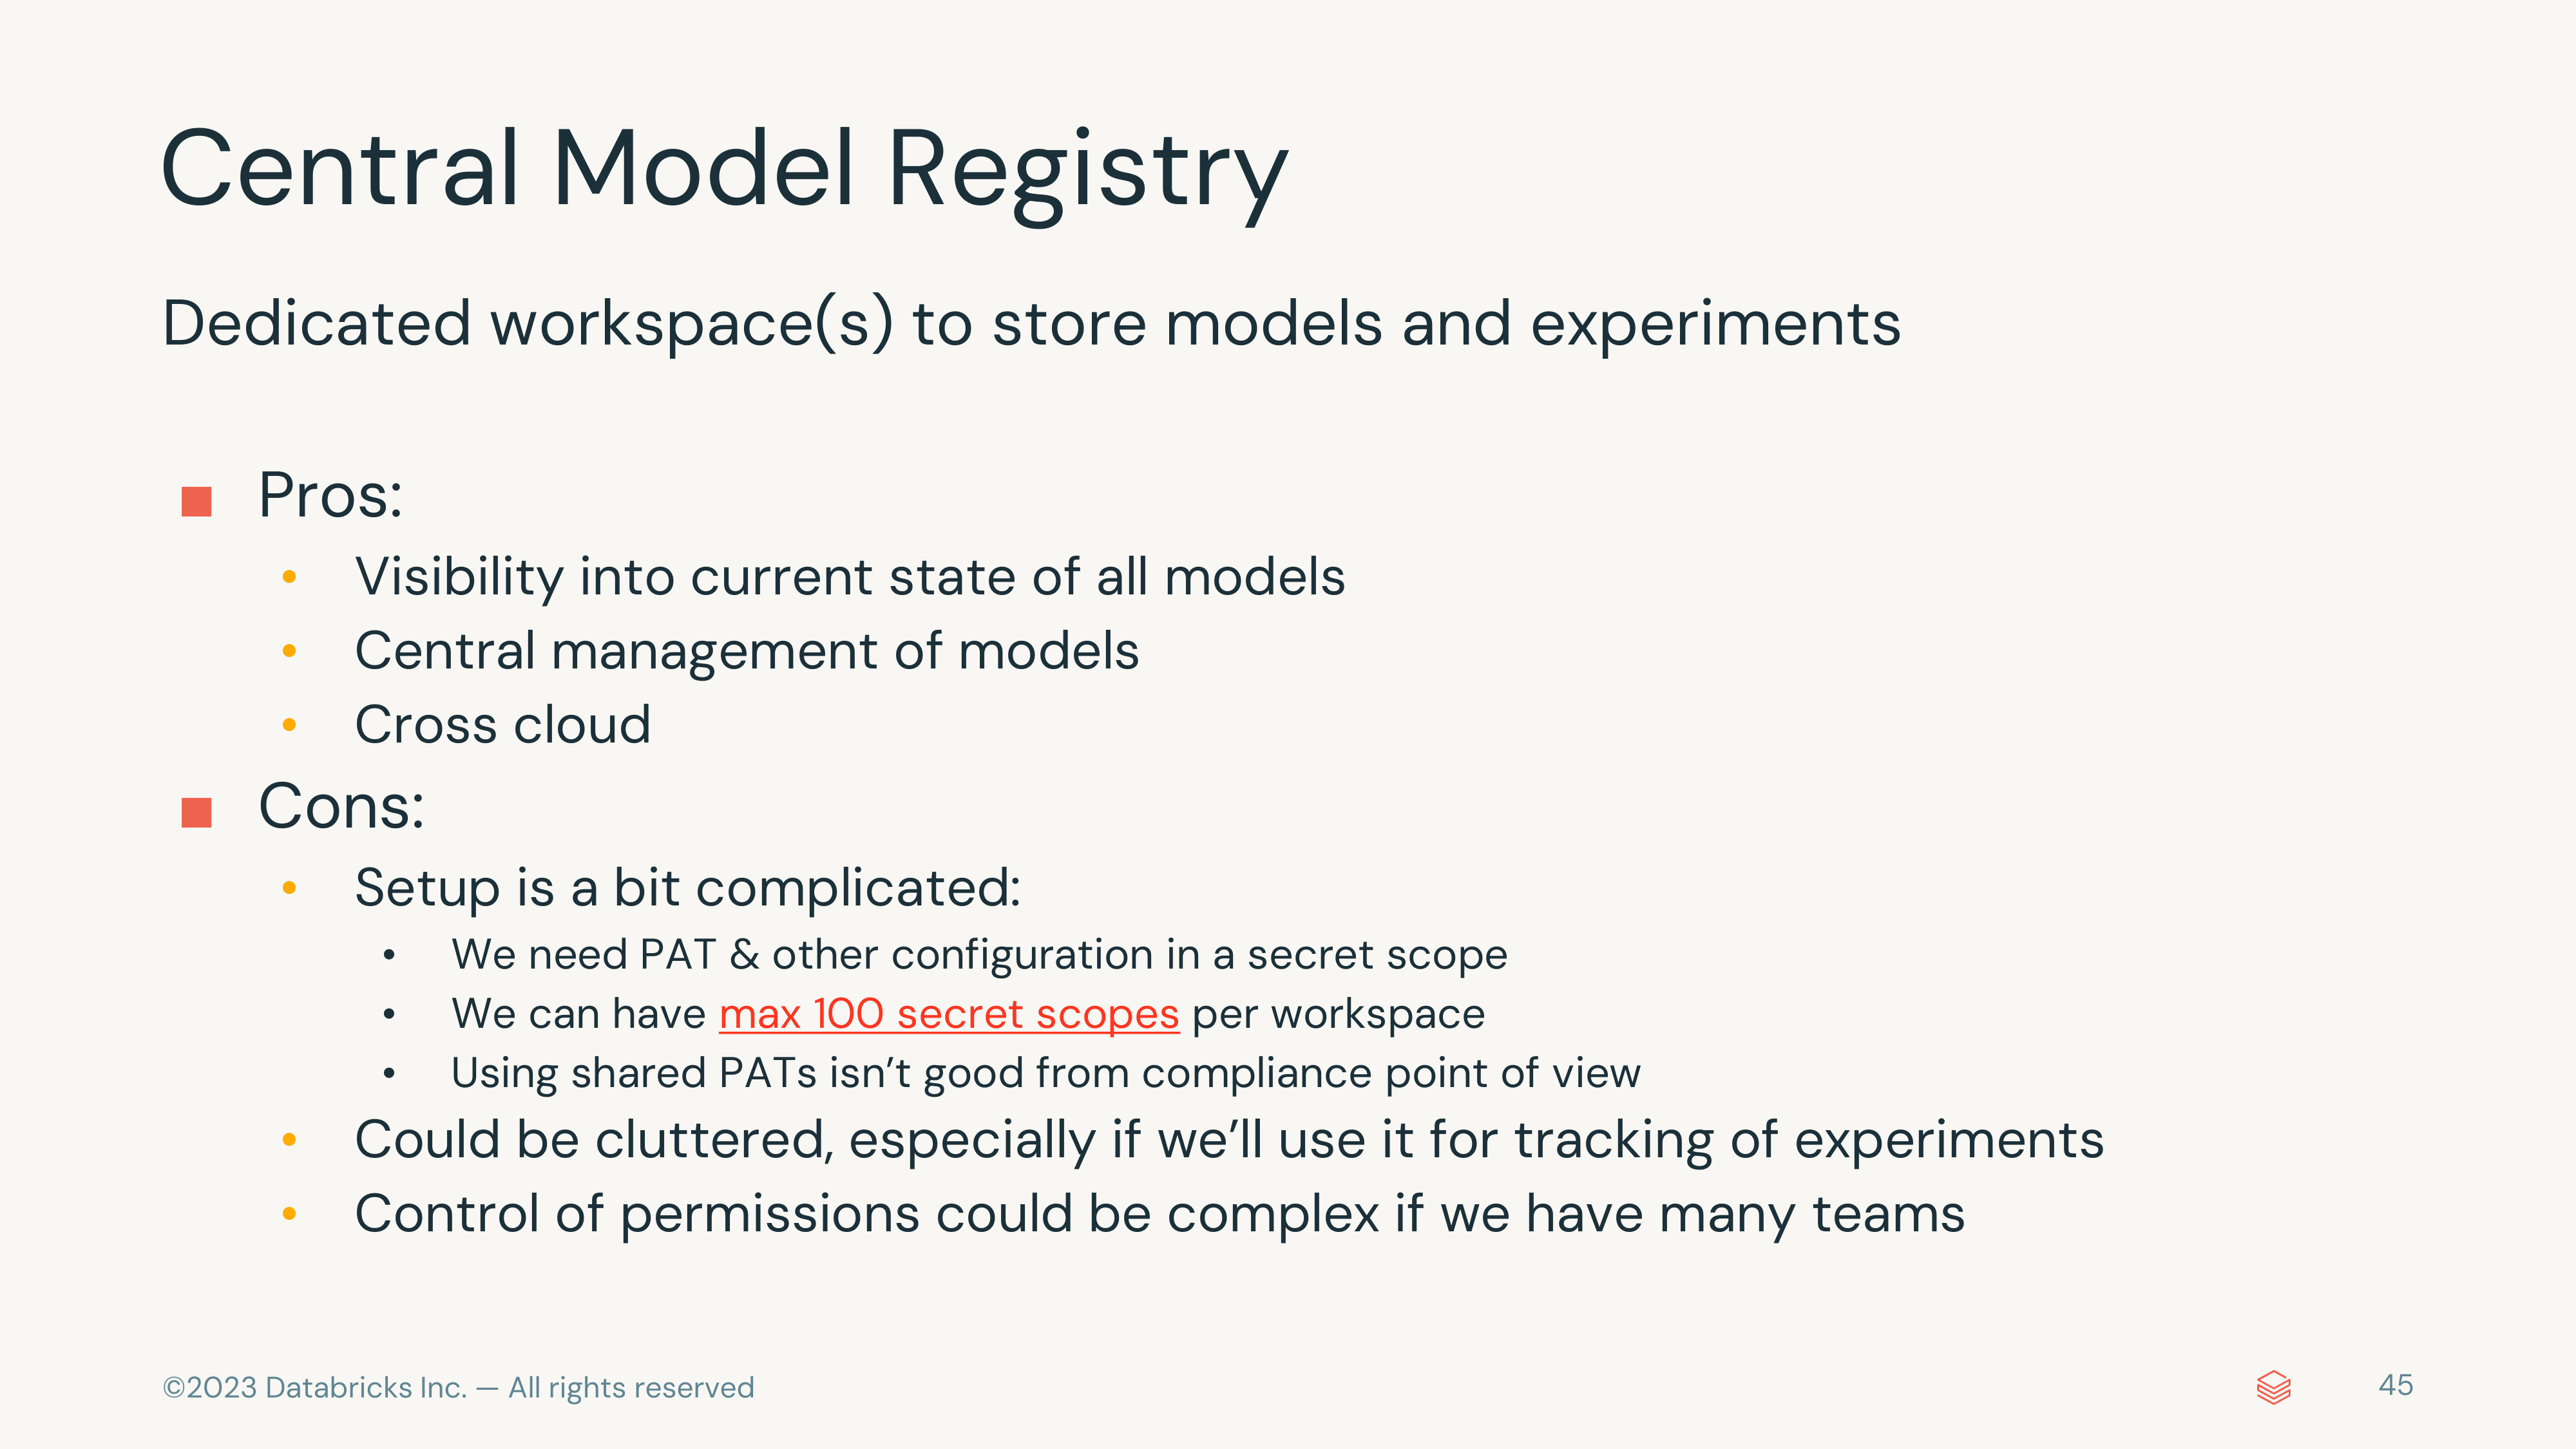 Central Model Registry
Dedicated workspace(s) to store models and experiments
■ Pros:
• Visibility into current state of all models
• Central management of models
• Cross cloud
■ Cons:
• Setup is a bit complicated:
• We need PAT & other configuration in a secret scope
• We can have max 100 secret scopes per workspace
• Using shared PATs isn’t good from compliance point of view
• Could be cluttered, especially if we’ll use it for tracking of experiments
• Control of permissions could be complex if we have many teams
©2023 Databricks Inc. — All rights reserved
45